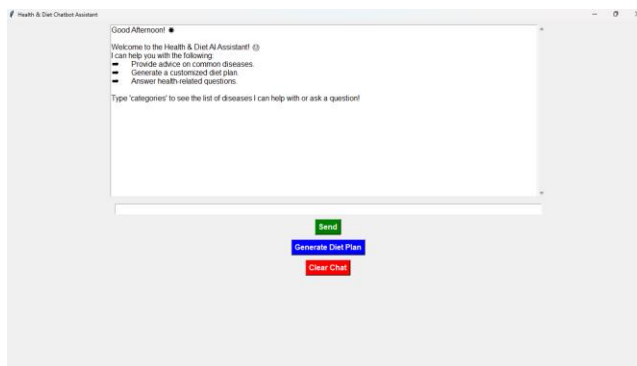 Health & Diet Chatbot Assistant
Good Afternoon! ☀
Welcome to the Health & Diet AI Assistant! 😊
I can help you with the following:
➡ Provide advice on common diseases.
➡ Generate a customized diet plan.
➡ Answer health-related questions.
Type 'categories' to see the list of diseases I can help with or ask a question!
Send
Generate Diet Plan
Clear Chat